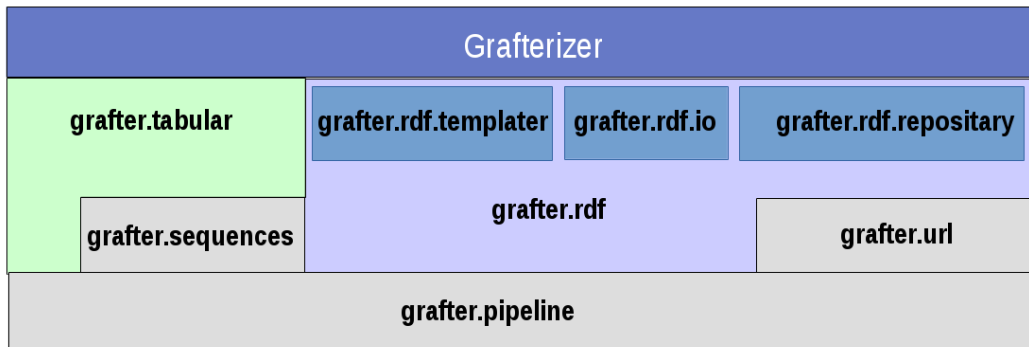 Grafterizer
grafter.tabular
grafter.rdf.templater
grafter.rdf.io
grafter.rdf.repositary
grafter.rdf
grafter.sequences
grafter.url
grafter.pipeline